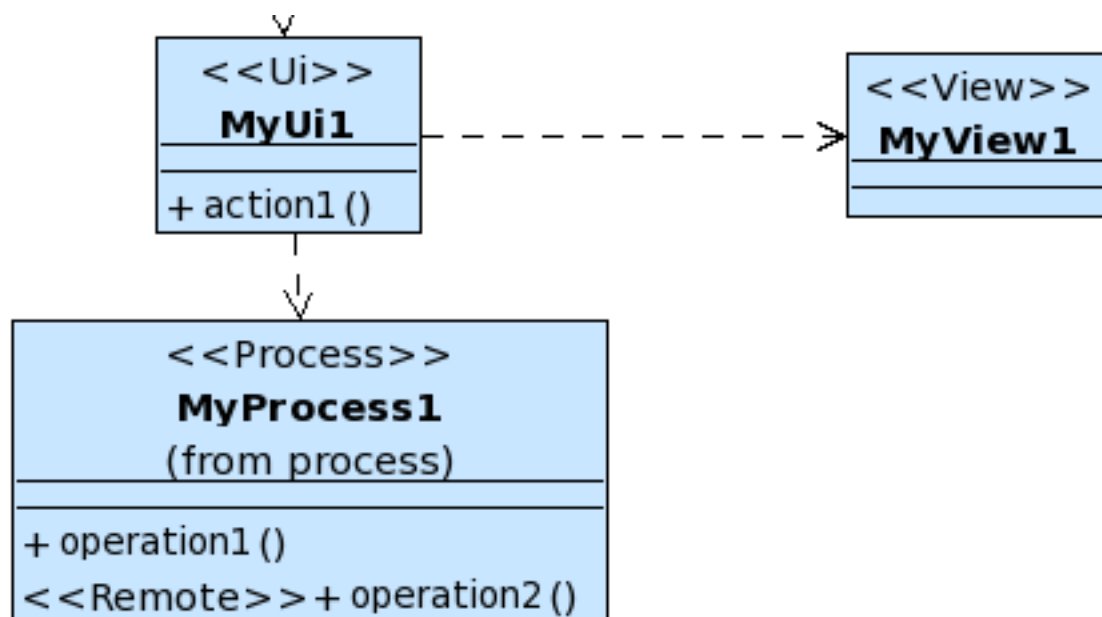 <<Ui>>
MyUi1
+ action1()
<<View>>
MyView1
<<Process>>
MyProcess1
(from process)
+ operation1()
<<Remote>>+ operation2()